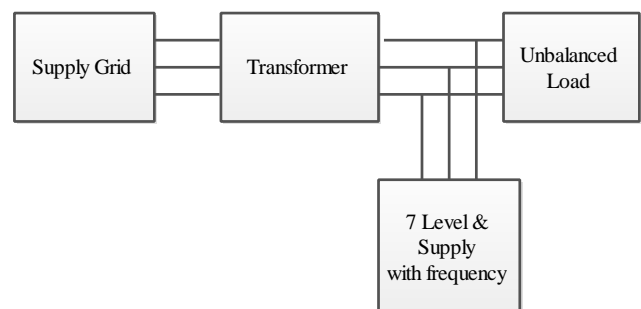 Supply Grid
Transformer
Unbalanced
Load
7 Level &
Supply
with frequency